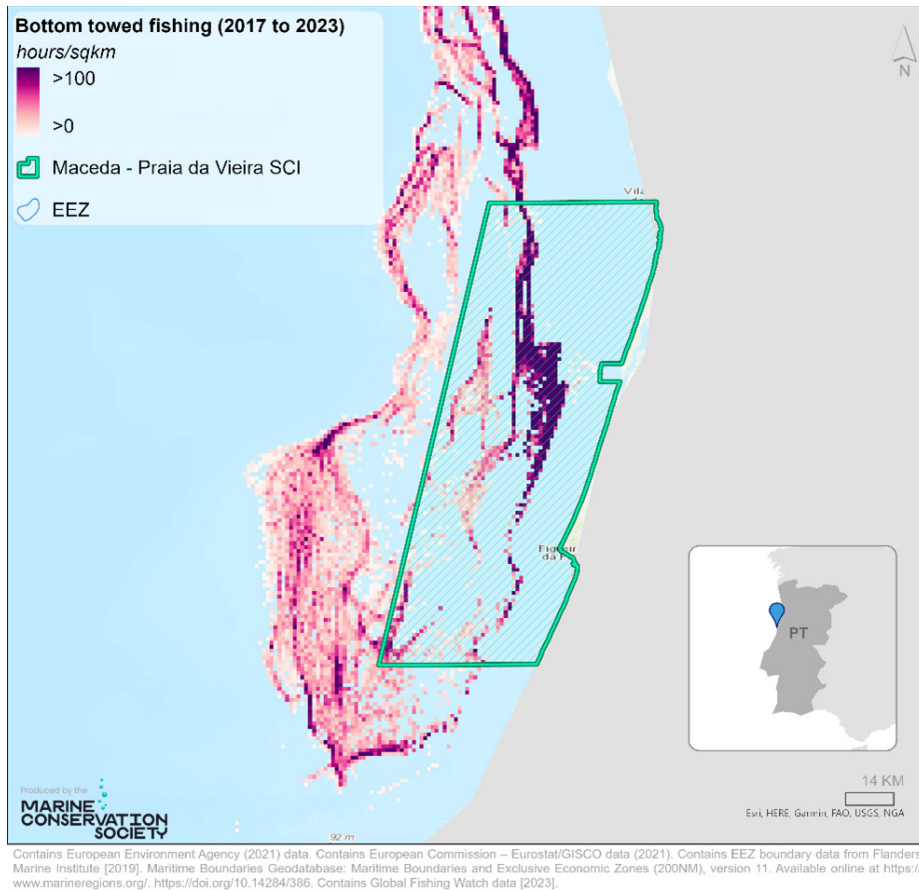 Bottom towed fishing (2017 to 2023)
hours/sqkm
>100
>0
Maceda - Praia da Vieira SCI
EEZ
N
Vila
PT
14 KM
Esri, HERE, Garmin, FAO, USGS, NGA
Produced by the
MARINE
CONSERVATION
SOCIETY
92 m
Contains European Environment Agency (2021) data. Contains European Commission – Eurostat/GISCO data (2021). Contains EEZ boundary data from Flanders
Marine Institute [2019]. Maritime Boundaries Geodatabase: Maritime Boundaries and Exclusive Economic Zones (200NM), version 11. Available online at https:
www.marineregions.org/. https://doi.org/10.14284/386. Contains Global Fishing Watch data [2023].